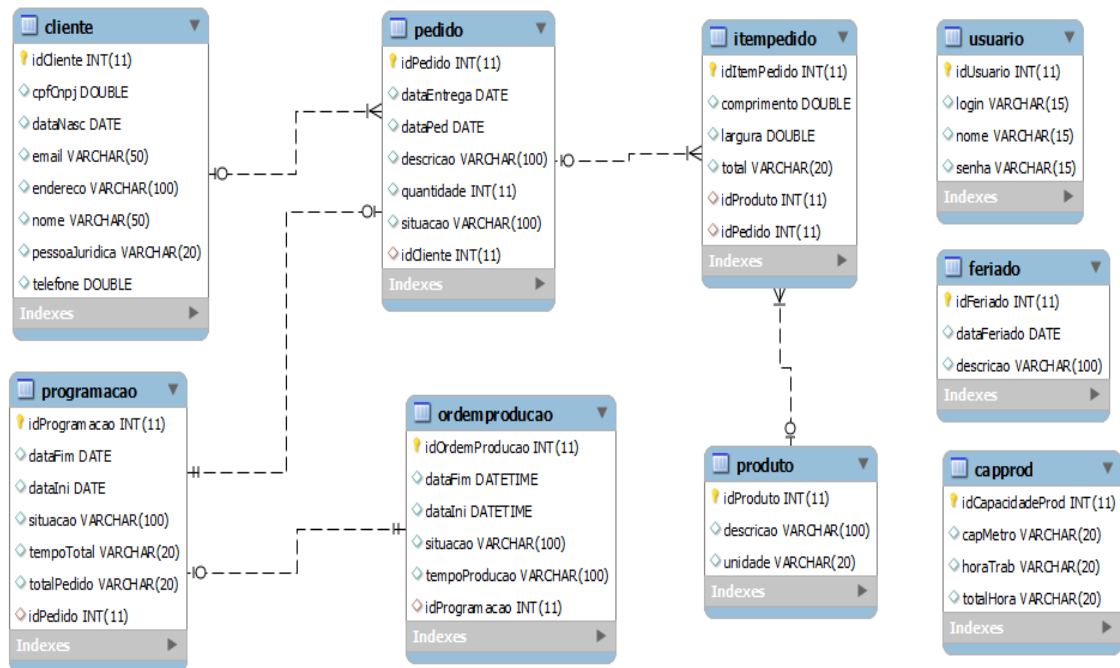 cliente
idCliente INT(11)
cpfCnpj DOUBLE
dataNasc DATE
email VARCHAR(50)
endereco VARCHAR(100)
nome VARCHAR(50)
pessoaJuridica VARCHAR(20)
telefone DOUBLE
Indexes
pedido
idPedido INT(11)
dataEntrega DATE
dataPed DATE
descricao VARCHAR(100)
quantidade INT(11)
situacao VARCHAR(100)
idCliente INT(11)
Indexes
itempedido
idItemPedido INT(11)
comprimento DOUBLE
largura DOUBLE
total VARCHAR(20)
idProduto INT(11)
idPedido INT(11)
Indexes
usuario
idUsuario INT(11)
login VARCHAR(15)
nome VARCHAR(15)
senha VARCHAR(15)
Indexes
feriado
idFeriado INT(11)
dataFeriado DATE
descricao VARCHAR(100)
Indexes
programacao
idProgramacao INT(11)
dataFim DATE
dataIni DATE
situacao VARCHAR(100)
tempoTotal VARCHAR(20)
totalPedido VARCHAR(20)
idPedido INT(11)
Indexes
ordemproducao
idOrdemProducao INT(11)
dataFim DATETIME
dataIni DATETIME
situacao VARCHAR(100)
tempoProducao VARCHAR(100)
idProgramacao INT(11)
Indexes
produto
idProduto INT(11)
descricao VARCHAR(100)
unidade VARCHAR(20)
Indexes
capprod
idCapacidadeProd INT(11)
capMetro VARCHAR(20)
horaTrab VARCHAR(20)
totalHora VARCHAR(20)
Indexes